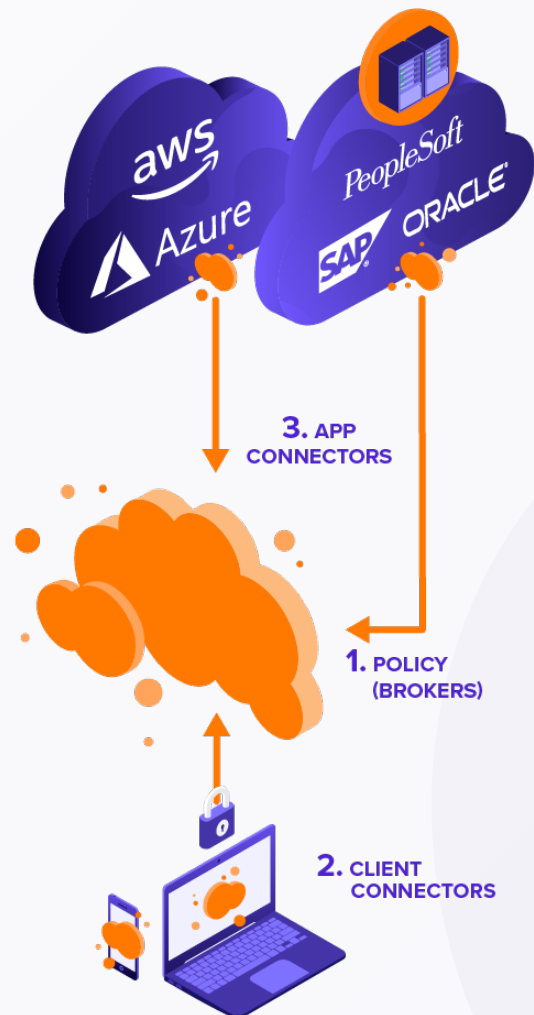 aws
Azure
PeopleSoft
SAP
ORACLE
3. APP
CONNECTORS
1. POLICY
(BROKERS)
2. CLIENT
CONNECTORS